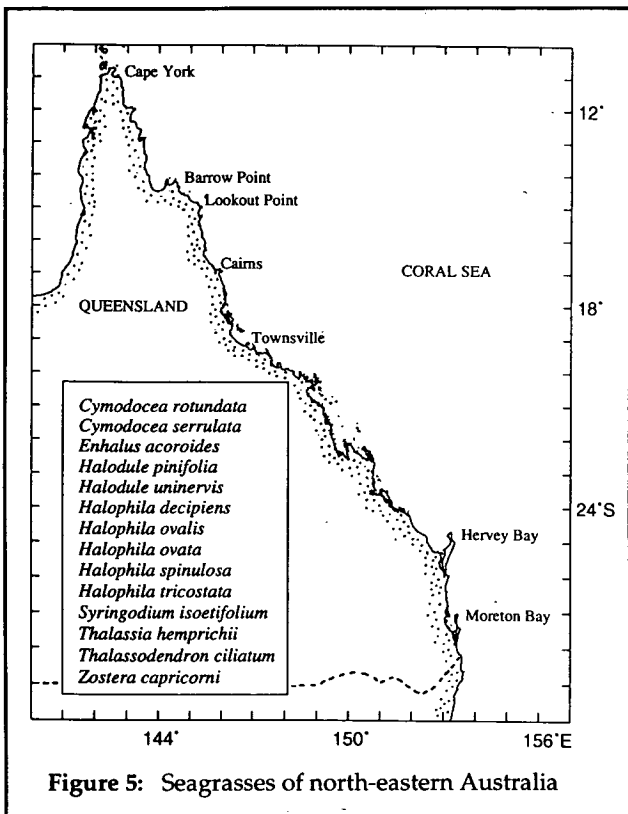 Cape York
12°
Barrow Point
Lookout Point
Cairns
CORAL SEA
QUEENSLAND
18°
Townsville
Cymodocea rotundata
Cymodocea serrulata
Enhalus acoroides
Halodule pinifolia
Halodule uninervis
Halophila decipiens
Halophila ovalis
Halophila ovata
Halophila spinulosa
Halophila tricostata
Syringodium isoetifolium
Thalassia hemprichii
Thalassodendron ciliatum
Zostera capricorni
24°S
Hervey Bay
Moreton Bay
144°
150°
156°E
Figure 5: Seagrasses of north-eastern Australia